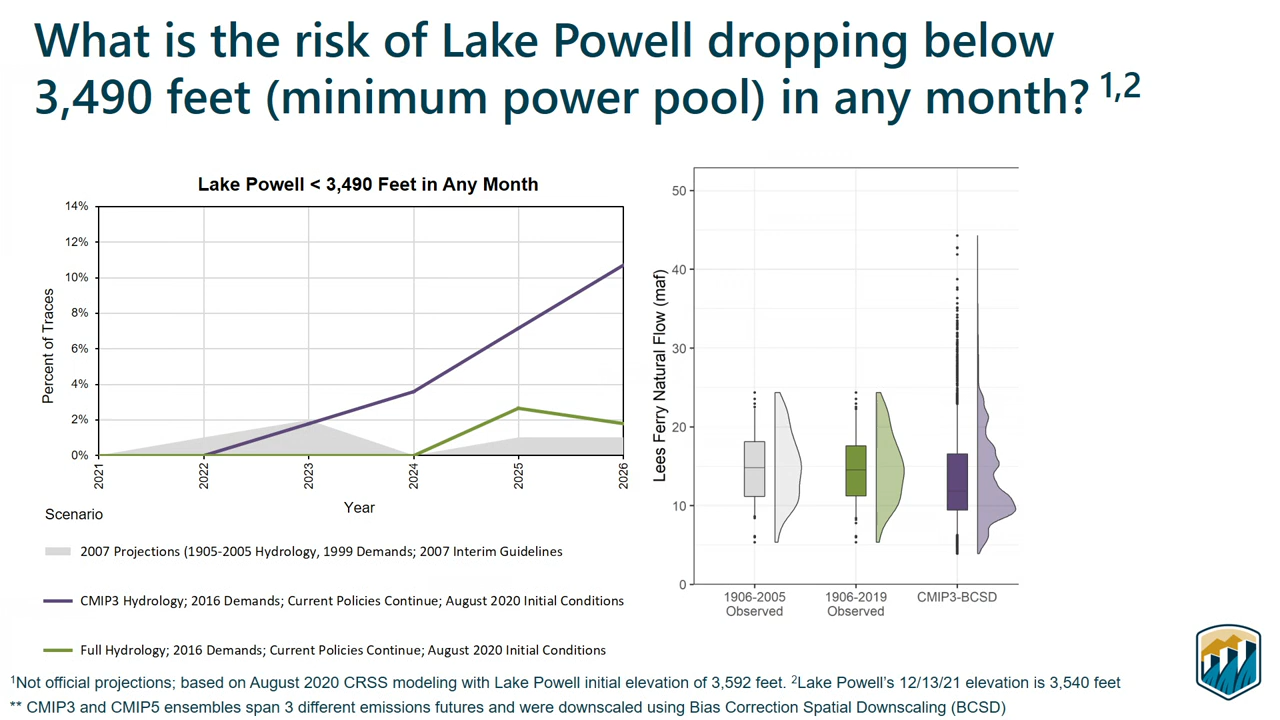 What is the risk of Lake Powell dropping below
3,490 feet (minimum power pool) in any month? 1,2
Lake Powell < 3,490 Feet in Any Month
Percent of Traces
14%
12%
10%
8%
6%
4%
2%
0%
2021
2022
2023
2024
2025
2026
Year
Scenario
2007 Projections (1905-2005 Hydrology, 1999 Demands; 2007 Interim Guidelines
CMIP3 Hydrology; 2016 Demands; Current Policies Continue; August 2020 Initial Conditions
Full Hydrology; 2016 Demands; Current Policies Continue; August 2020 Initial Conditions
Lees Ferry Natural Flow (maf)
50
40
30
20
10
0
1906-2005
Observed
1906-2019
Observed
CMIP3-BCSD
1Not official projections; based on August 2020 CRSS modeling with Lake Powell initial elevation of 3,592 feet. 2Lake Powell's 12/13/21 elevation is 3,540 feet
** CMIP3 and CMIP5 ensembles span 3 different emissions futures and were downscaled using Bias Correction Spatial Downscaling (BCSD)